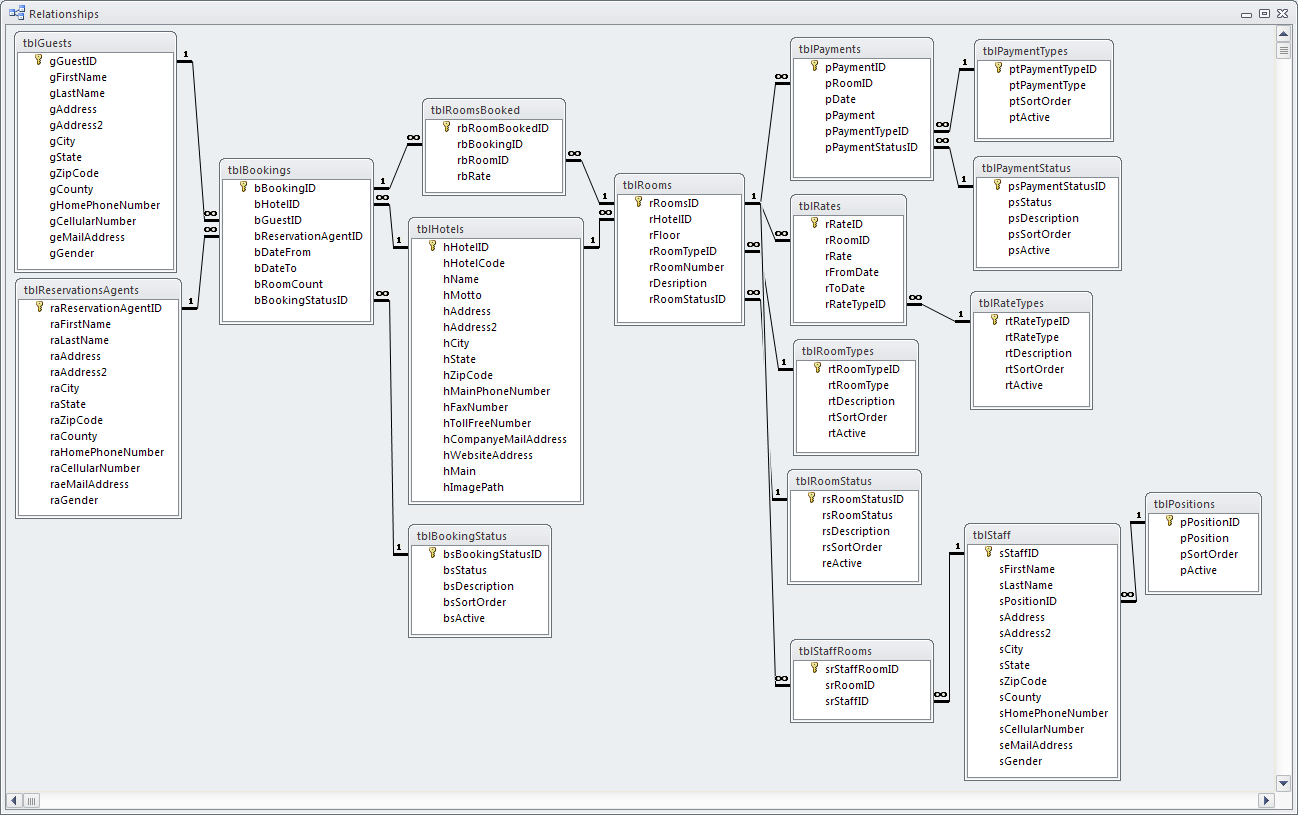 Relationships
tblGuests
gGuestID
gFirstName
gLastName
gAddress
gAddress2
gCity
gState
gZipCode
gCounty
gHomePhoneNumber
gCellularNumber
geMailAddress
gGender
1
∞
tblReservationsAgents
raReservationAgentID
raFirstName
raLastName
raAddress
raAddress2
raCity
raState
raZipCode
raCounty
raHomePhoneNumber
raCellularNumber
raeMailAddress
raGender
1
∞
tblBookings
bBookingID
bHotelID
bGuestID
bReservationAgentID
bDateFrom
bDateTo
bRoomCount
bBookingStatusID
1
∞
∞
tblRoomsBooked
rbRoomBookedID
rbBookingID
rbRoomID
rbRate
∞
∞
tblHotels
hHotelID
hHotelCode
hName
hMotto
hAddress
hAddress2
hCity
hState
hZipCode
hMainPhoneNumber
hFaxNumber
hTollFreeNumber
hCompanyeMailAddress
hWebsiteAddress
hMain
hImagePath
1
1
tblBookingStatus
bsBookingStatusID
bsStatus
bsDescription
bsSortOrder
bsActive
1
tblRooms
rRoomsID
rHotelID
rFloor
rRoomTypeID
rRoomNumber
rDesription
rRoomStatusID
1
∞
1
∞
∞
tblPayments
pPaymentID
pRoomID
pDate
pPayment
pPaymentTypeID
pPaymentStatusID
∞
∞
∞
tblPaymentTypes
ptPaymentTypeID
ptPaymentType
ptSortOrder
ptActive
1
tblPaymentStatus
psPaymentStatusID
psStatus
psDescription
psSortOrder
psActive
1
tblRates
rRateID
rRoomID
rRate
rFromDate
rToDate
rRateTypeID
∞
∞
tblRateTypes
rtRateTypeID
rtRateType
rtDescription
rtSortOrder
rtActive
1
tblRoomTypes
rtRoomTypeID
rtRoomType
rtDescription
rtSortOrder
rtActive
1
tblRoomStatus
rsRoomStatusID
rsRoomStatus
rsDescription
rsSortOrder
reActive
1
tblStaffRooms
srStaffRoomID
srRoomID
srStaffID
∞
∞
tblStaff
sStaffID
sFirstName
sLastName
sPositionID
sAddress
sAddress2
sCity
sState
sZipCode
sCounty
sHomePhoneNumber
sCellularNumber
seMailAddress
sGender
1
∞
tblPositions
pPositionID
pPosition
pSortOrder
pActive
1